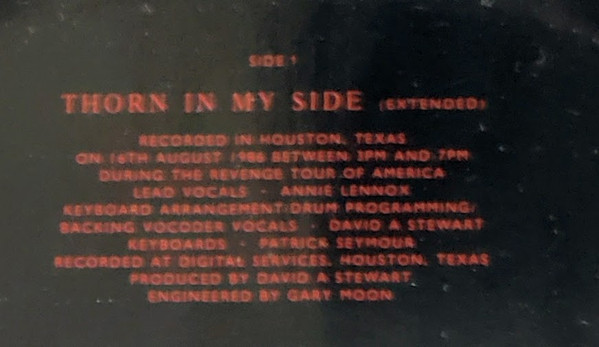 SIDE 1
THORN IN MY SIDE (EXTENDED)
RECORDED IN HOUSTON, TEXAS
ON 16TH AUGUST 1986 BETWEEN 3PM AND 7PM
DURING THE REVENGE TOUR OF AMERICA
LEAD VOCALS - ANNIE LENNOX
KEYBOARD ARRANGEMENT/DRUM PROGRAMMING/
BACKING VOCODER VOCALS - DAVID A STEWART
KEYBOARDS - PATRICK SEYMOUR
RECORDED AT DIGITAL SERVICES, HOUSTON, TEXAS
PRODUCED BY DAVID A STEWART
ENGINEERED BY GARY MOON